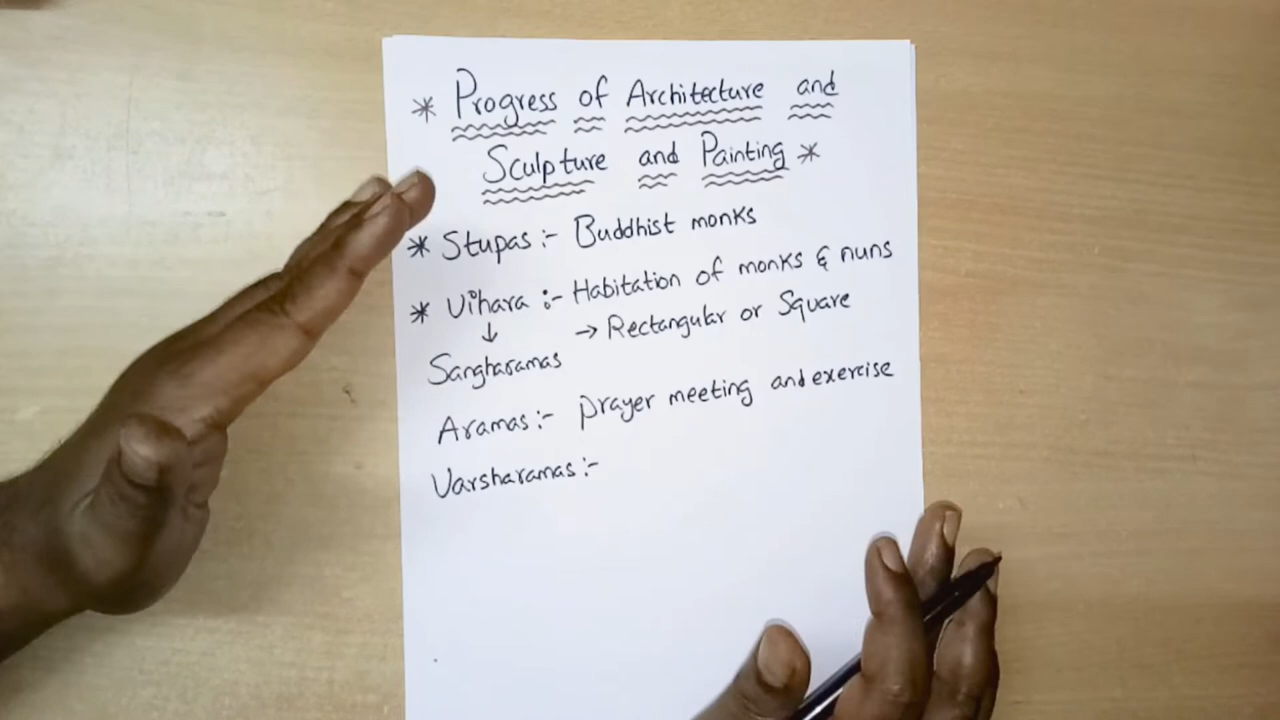 * Progress of Architecture and
Sculpture and Painting *
* Stupas :- Buddhist monks
* Vihara :- Habitation of monks & nuns
↓ → Rectangular or Square
Sangharamas
Aramas :- prayer meeting and exercise
Varsharamas :-